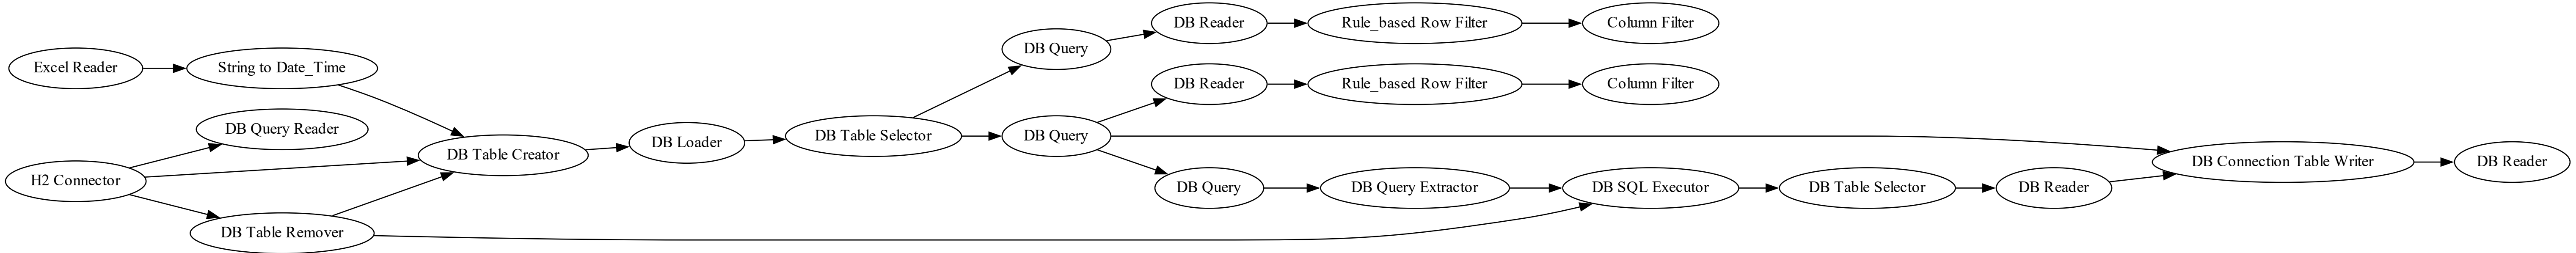 Excel Reader
String to Date_Time
H2 Connector
DB Query Reader
DB Table Remover
DB Table Creator
DB Loader
DB Table Selector
DB Query
DB Reader
Rule_based Row Filter
Column Filter
DB Query
DB Reader
Rule_based Row Filter
Column Filter
DB Query
DB Query Extractor
DB SQL Executor
DB Table Selector
DB Reader
DB Connection Table Writer
DB Reader